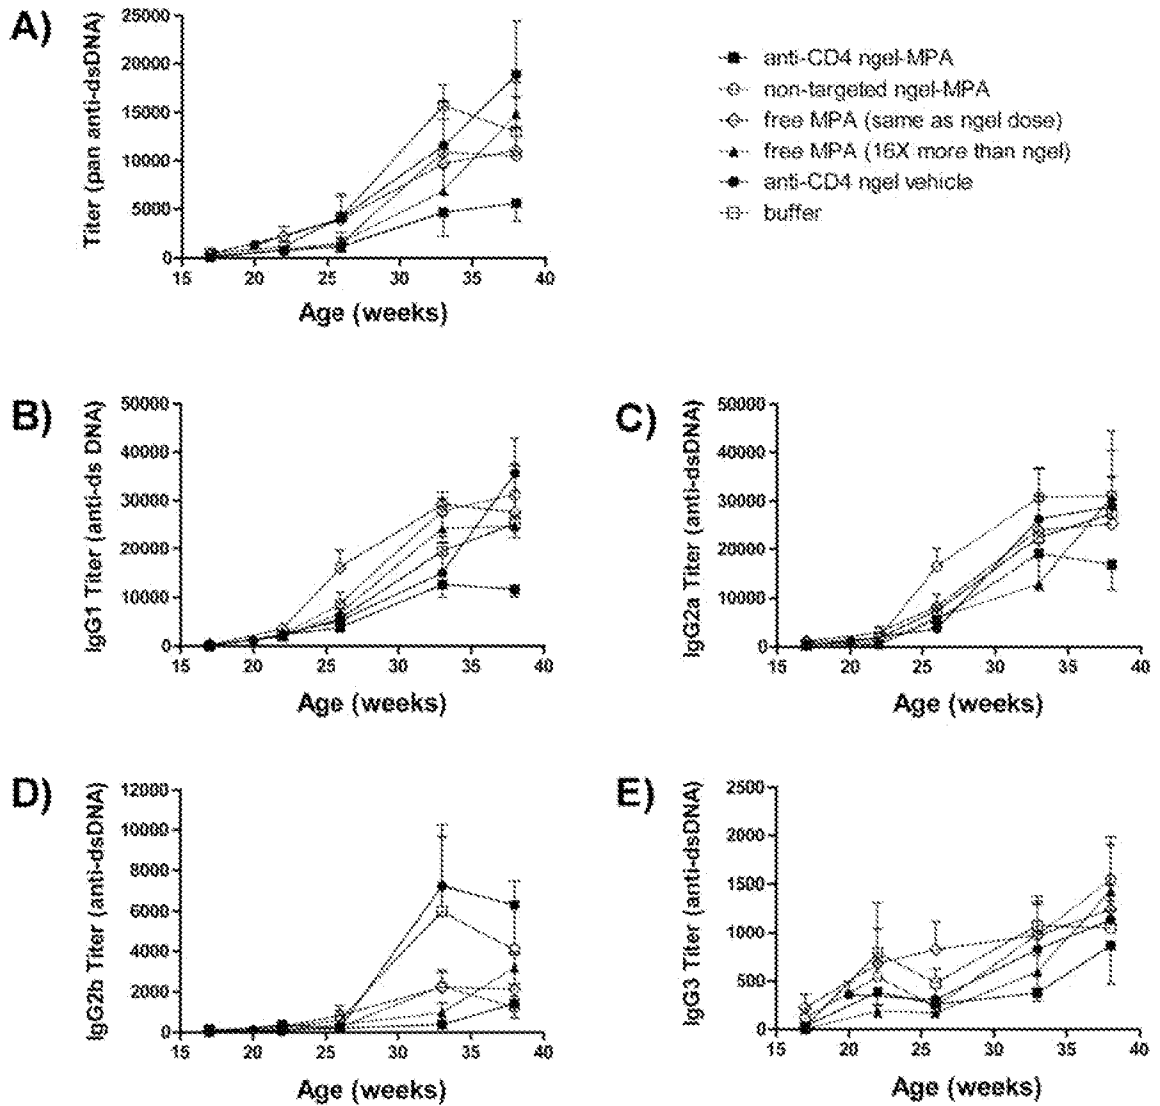 A)
Titer (pan anti-dsDNA)
25000
20000
15000
10000
5000
0
15 20 25 30 35 40
Age (weeks)
anti-CD4 ngel-MPA
non-targeted ngel-MPA
free MPA (same as ngel dose)
free MPA (16X more than ngel)
anti-CD4 ngel vehicle
buffer
B)
IgG1 Titer (anti-ds DNA)
50000
40000
30000
20000
10000
0
15 20 25 30 35 40
Age (weeks)
C)
IgG2a Titer (anti-dsDNA)
50000
40000
30000
20000
10000
0
15 20 25 30 35 40
Age (weeks)
D)
IgG2b Titer (anti-dsDNA)
12000
10000
8000
6000
4000
2000
0
15 20 25 30 35 40
Age (weeks)
E)
IgG3 Titer (anti-dsDNA)
2500
2000
1500
1000
500
0
15 20 25 30 35 40
Age (weeks)